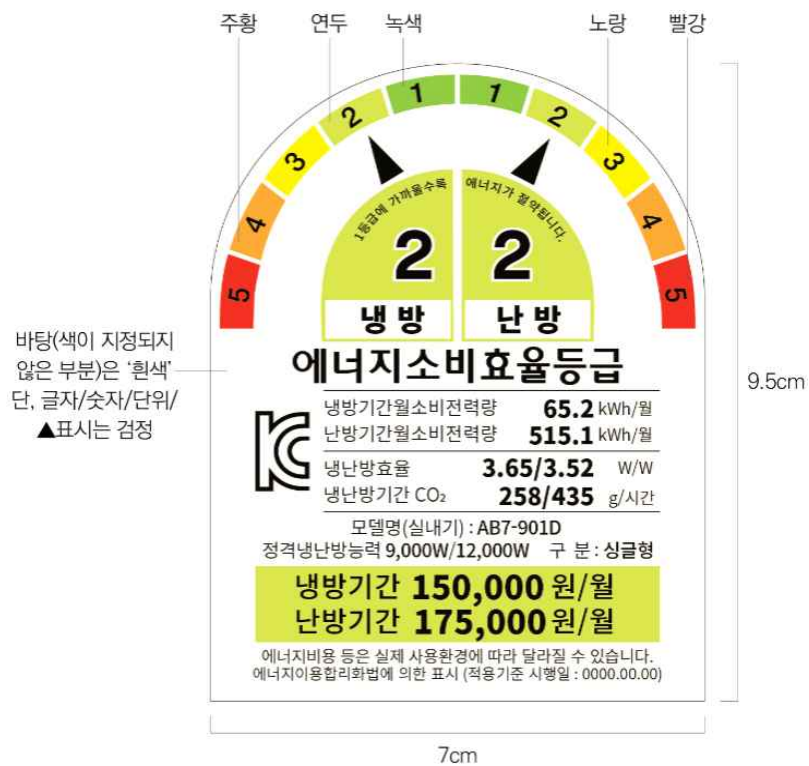 주황 연두 녹색 노랑 빨강
5 4 3 2 1 1 2 3 4 5
1등급에 가까울수록 에너지가 절약됩니다.
2 2
냉방 난방
에너지소비효율등급
바탕(색이 지정되지
않은 부분)은 ‘흰색’
단, 글자/숫자/단위/
▲표시는 검정
9.5cm
냉방기간월소비전력량 65.2 kWh/월
난방기간월소비전력량 515.1 kWh/월
냉난방효율 3.65/3.52 W/W
냉난방기간 CO₂ 258/435 g/시간
모델명(실내기) : AB7-901D
정격냉난방능력 9,000W/12,000W 구 분 : 싱글형
냉방기간 150,000 원/월
난방기간 175,000 원/월
에너지비용 등은 실제 사용환경에 따라 달라질 수 있습니다.
에너지이용합리화법에 의한 표시 (적용기준 시행일 : 0000.00.00)
7cm